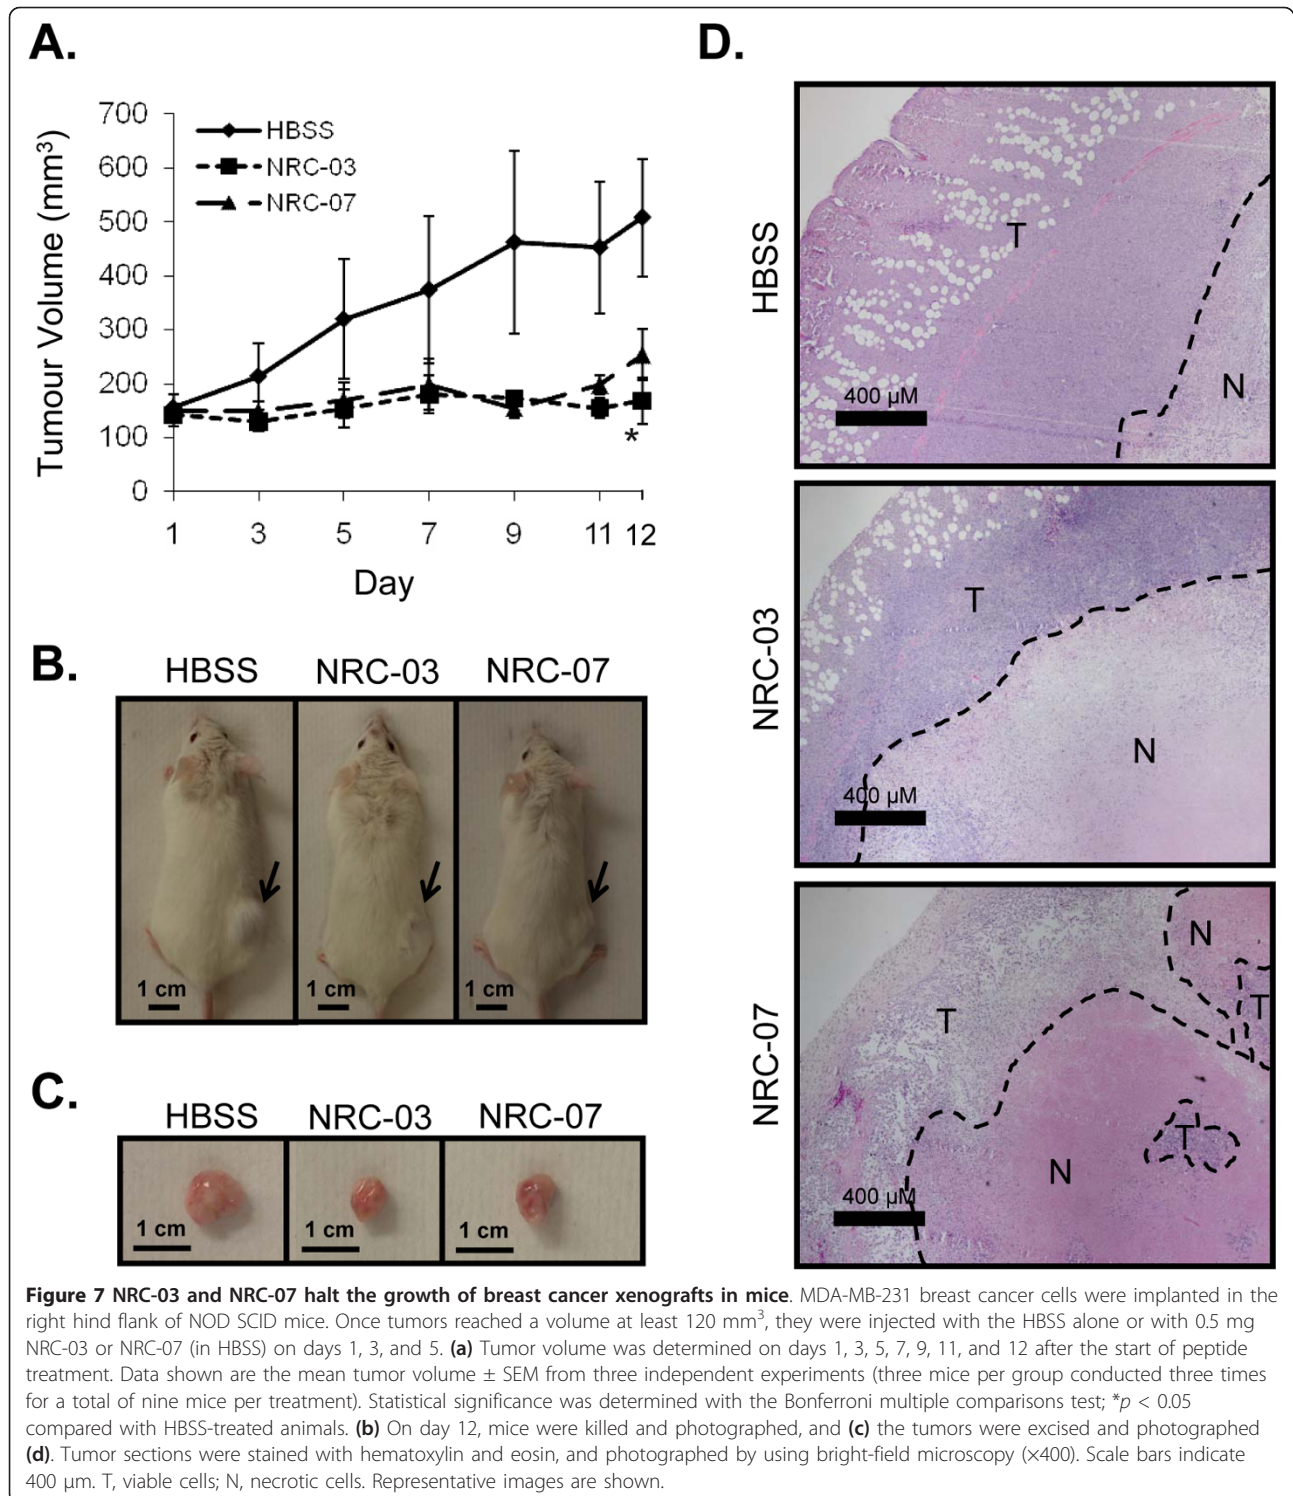 A.
Tumour Volume (mm³)
700
600
500
400
300
200
100
0
HBSS
NRC-03
NRC-07
*
1 3 5 7 9 11 12
Day
B.
HBSS NRC-03 NRC-07
1 cm 1 cm 1 cm
C.
HBSS NRC-03 NRC-07
1 cm 1 cm 1 cm
D.
HBSS
T
N
400 µM
NRC-03
T
N
400 µM
NRC-07
N
T
T
T
N
400 µM
Figure 7 NRC-03 and NRC-07 halt the growth of breast cancer xenografts in mice. MDA-MB-231 breast cancer cells were implanted in the
right hind flank of NOD SCID mice. Once tumors reached a volume at least 120 mm³, they were injected with the HBSS alone or with 0.5 mg
NRC-03 or NRC-07 (in HBSS) on days 1, 3, and 5. (a) Tumor volume was determined on days 1, 3, 5, 7, 9, 11, and 12 after the start of peptide
treatment. Data shown are the mean tumor volume ± SEM from three independent experiments (three mice per group conducted three times
for a total of nine mice per treatment). Statistical significance was determined with the Bonferroni multiple comparisons test; *p < 0.05
compared with HBSS-treated animals. (b) On day 12, mice were killed and photographed, and (c) the tumors were excised and photographed
(d). Tumor sections were stained with hematoxylin and eosin, and photographed by using bright-field microscopy (×400). Scale bars indicate
400 µm. T, viable cells; N, necrotic cells. Representative images are shown.